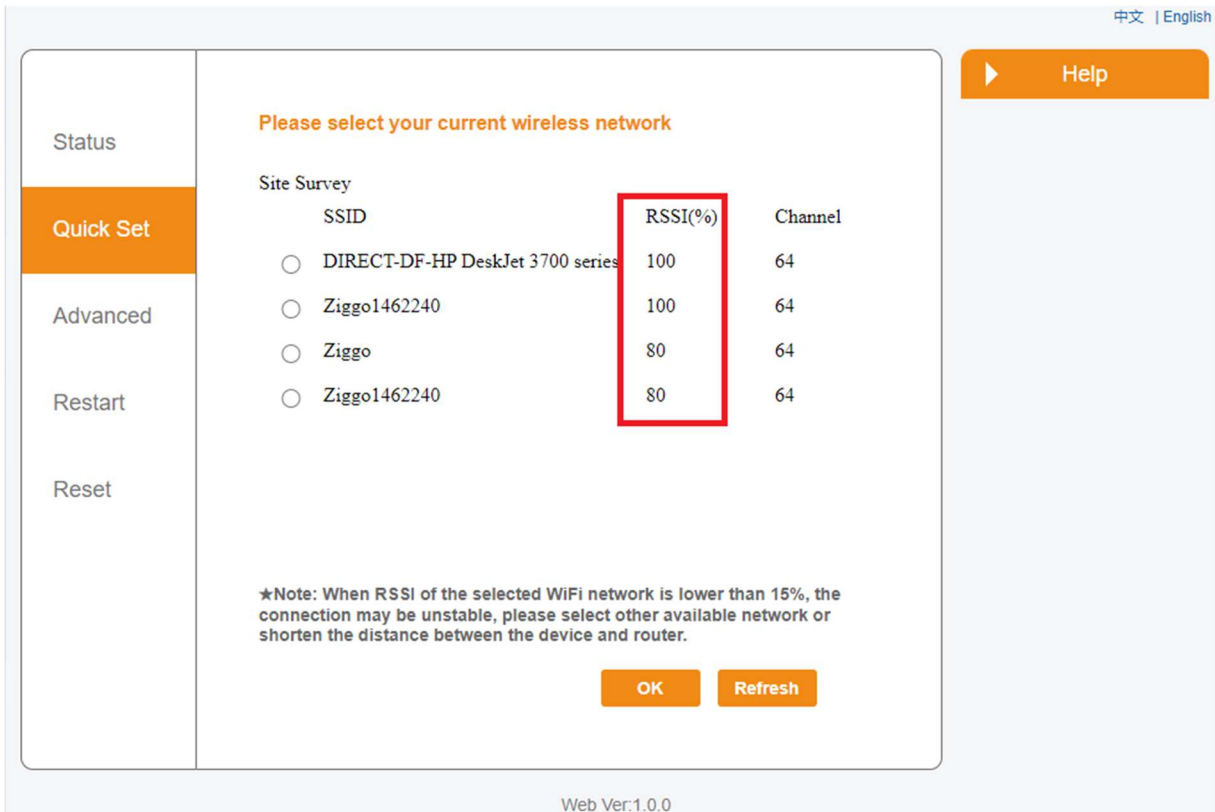 中文 | English
Help
Status
Quick Set
Advanced
Restart
Reset
Please select your current wireless network
Site Survey
SSID RSSI(%) Channel
DIRECT-DF-HP DeskJet 3700 series 100 64
Ziggo1462240 100 64
Ziggo 80 64
Ziggo1462240 80 64
★Note: When RSSI of the selected WiFi network is lower than 15%, the
connection may be unstable, please select other available network or
shorten the distance between the device and router.
OK Refresh
Web Ver:1.0.0